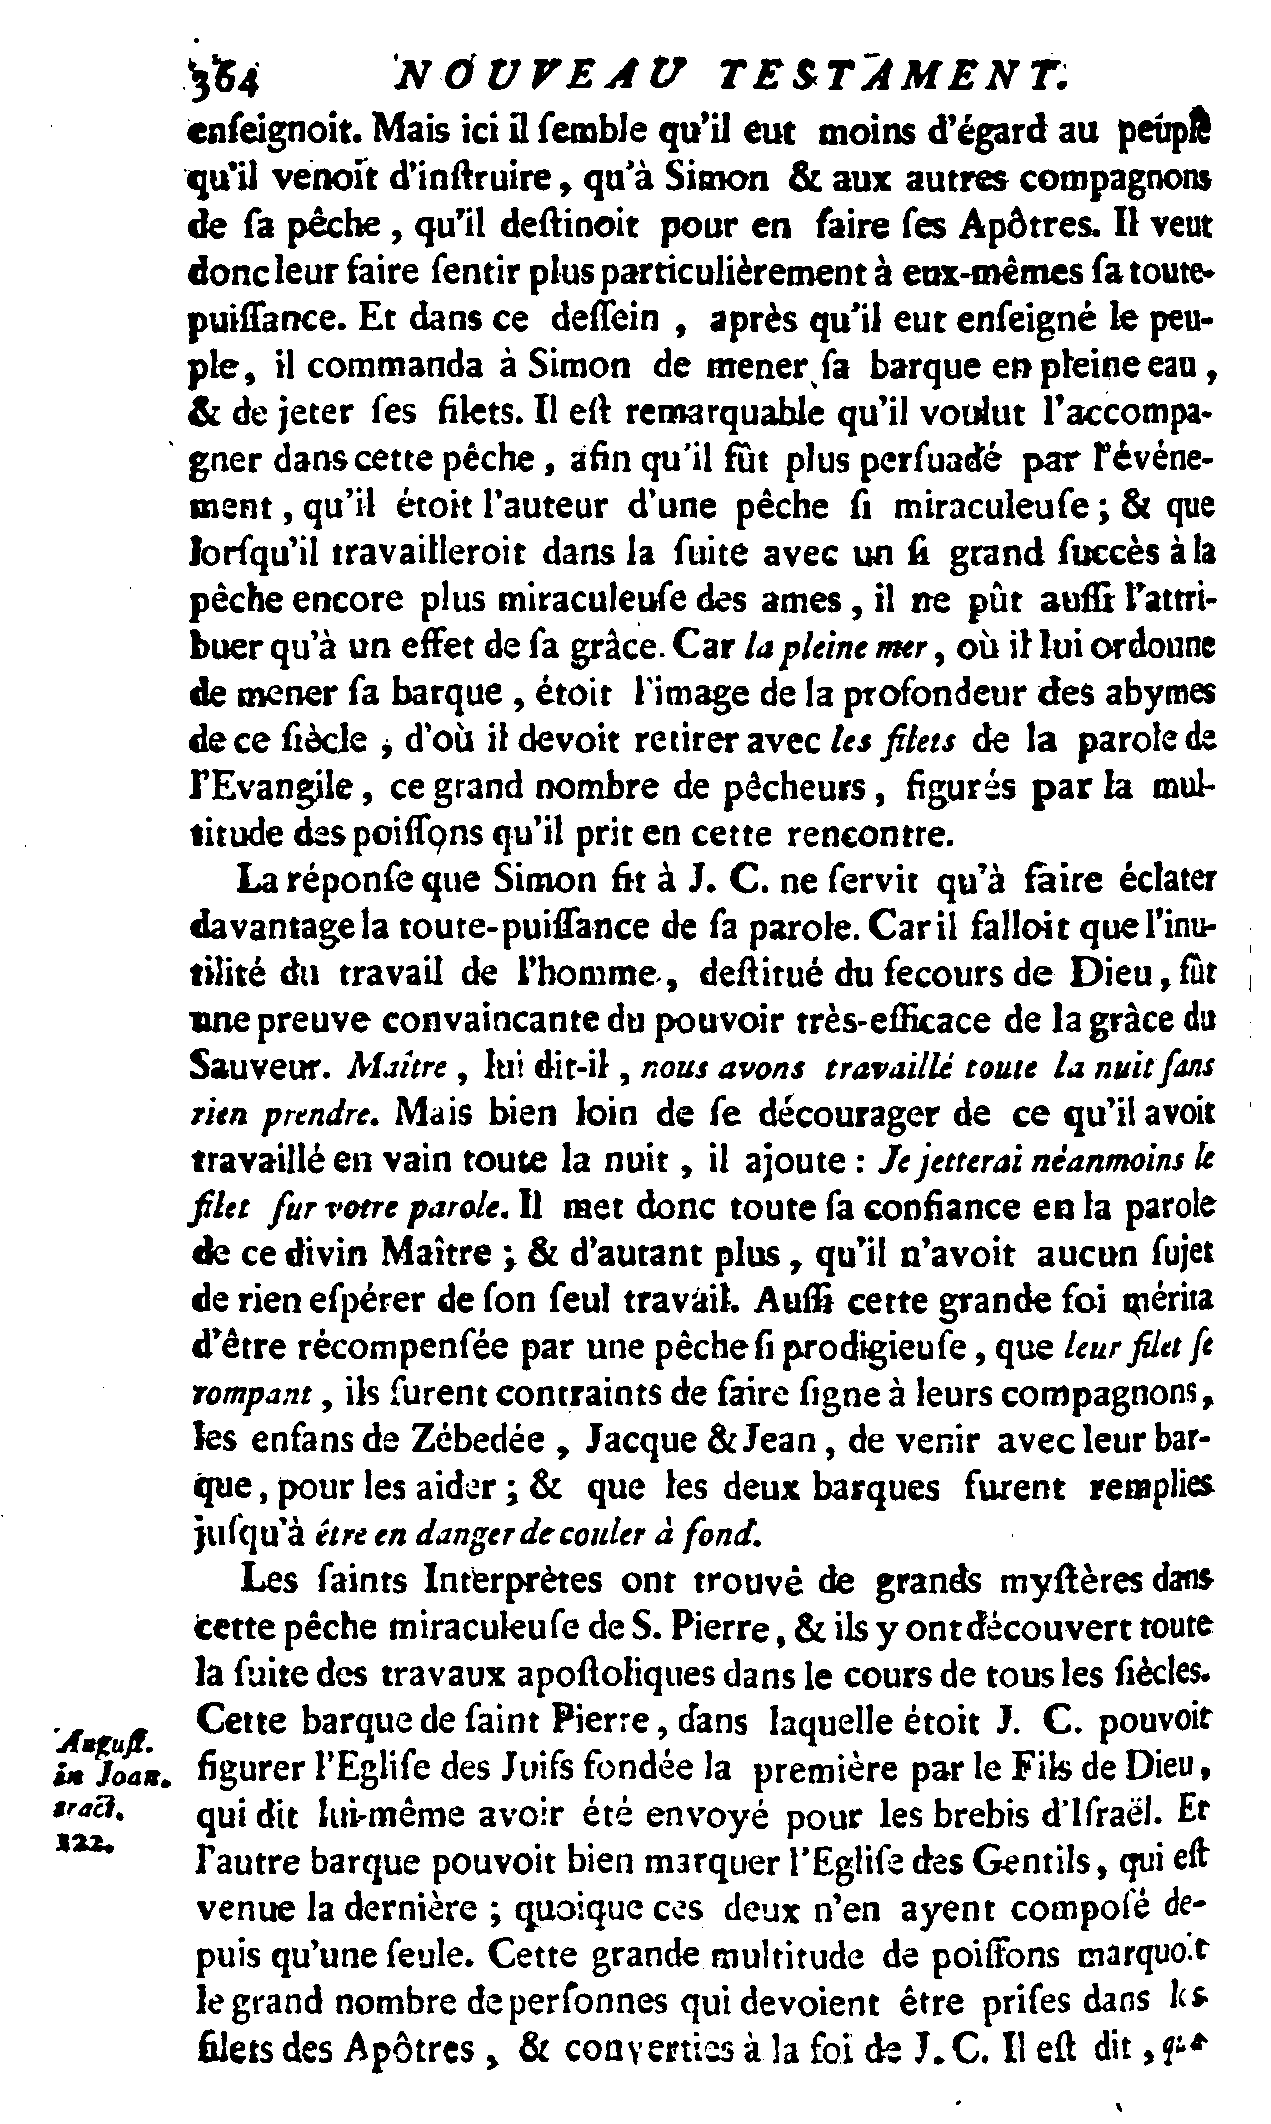 364 NOUVEAU TESTAMENT.
enſeignoit. Mais ici il ſemble qu'il eut moins d'égard au peuple
qu'il venoit d'inſtruire, qu'à Simon & aux autres compagnons
de ſa pêche, qu'il deſtinoit pour en faire ſes Apôtres. Il veut
donc leur faire ſentir plus particulièrement à eux-mêmes ſa toute-
puiſſance. Et dans ce deſſein, après qu'il eut enſeigné le peu-
ple, il commanda à Simon de mener ſa barque en pleine eau,
& de jeter ſes filets. Il eſt remarquable qu'il voulut l'accompa-
gner dans cette pêche, afin qu'il fût plus perſuadé par l'événe-
ment, qu'il étoit l'auteur d'une pêche ſi miraculeuſe; & que
lorſqu'il travailleroit dans la ſuite avec un ſi grand ſuccès à la
pêche encore plus miraculeuſe des ames, il ne pût auſſi l'attri-
buer qu'à un effet de ſa grâce. Car la pleine mer, où il lui ordoune
de mener ſa barque, étoit l'image de la profondeur des abymes
de ce ſiècle, d'où il devoit retirer avec les filets de la parole de
l'Evangile, ce grand nombre de pêcheurs, figurés par la mul-
titude des poiſſons qu'il prit en cette rencontre.
La réponſe que Simon fit à J. C. ne ſervit qu'à faire éclater
davantage la toute-puiſſance de ſa parole. Car il falloit que l'inu-
tilité du travail de l'homme, deſtitué du ſecours de Dieu, fût
une preuve convaincante du pouvoir très-efficace de la grâce du
Sauveur. Maître, lui dit-il, nous avons travaillé toute la nuit ſans
rien prendre. Mais bien loin de ſe décourager de ce qu'il avoit
travaillé en vain toute la nuit, il ajoute : Je jetterai néanmoins le
filet ſur votre parole. Il met donc toute ſa confiance en la parole
de ce divin Maître; & d'autant plus, qu'il n'avoit aucun ſujet
de rien eſpérer de ſon ſeul travail. Auſſi cette grande foi mérita
d'être récompenſée par une pêche ſi prodigieuſe, que leur filet ſe
rompant, ils furent contraints de faire ſigne à leurs compagnons,
les enfans de Zébedée, Jacque & Jean, de venir avec leur bar-
que, pour les aider; & que les deux barques furent remplies
juſqu'à être en danger de couler à fond.
Les ſaints Interprètes ont trouvé de grands myſtères dans
cette pêche miraculeuſe de S. Pierre, & ils y ont découvert toute
la ſuite des travaux apoſtoliques dans le cours de tous les ſiècles.
Cette barque de ſaint Pierre, dans laquelle étoit J. C. pouvoit
figurer l'Egliſe des Juifs fondée la première par le Fils de Dieu,
qui dit lui-même avoir été envoyé pour les brebis d'Iſraël. Et
l'autre barque pouvoit bien marquer l'Egliſe des Gentils, qui eſt
venue la dernière; quoique ces deux n'en ayent compoſé de-
puis qu'une ſeule. Cette grande multitude de poiſſons marquoit
le grand nombre de perſonnes qui devoient être priſes dans les
filets des Apôtres, & converties à la foi de J. C. Il eſt dit, que
Auguſt.
in Joan.
tract.
122.